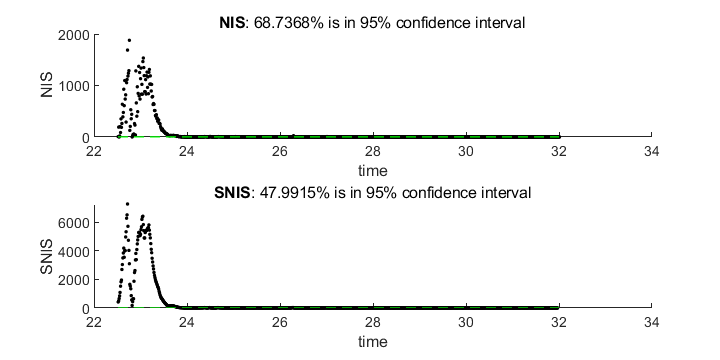 NIS: 68.7368% is in 95% confidence interval
2000
1000
0
NIS
22 24 26 28 30 32 34
time
SNIS: 47.9915% is in 95% confidence interval
6000
4000
2000
0
SNIS
22 24 26 28 30 32 34
time